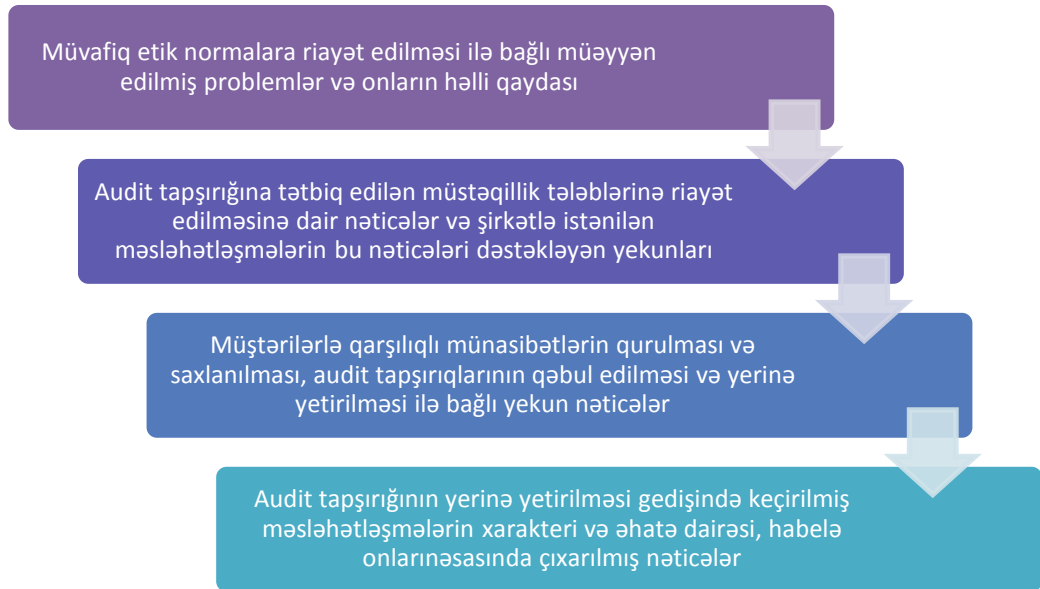 Müvafiq etik normalara riayət edilməsi ilə bağlı müəyyən
edilmiş problemlər və onların həlli qaydası
Audit tapşırığına tətbiq edilən müstəqillik tələblərinə riayət
edilməsinə dair nəticələr və şirkətlə istənilən
məsləhətləşmələrin bu nəticələri dəstəkləyən yekunları
Müştərilərlə qarşılıqlı münasibətlərin qurulması və
saxlanılması, audit tapşırıqlarının qəbul edilməsi və yerinə
yetirilməsi ilə bağlı yekun nəticələr
Audit tapşırığının yerinə yetirilməsi gedişində keçirilmiş
məsləhətləşmələrin xarakteri və əhatə dairəsi, habelə
onlarınəsasında çıxarılmış nəticələr